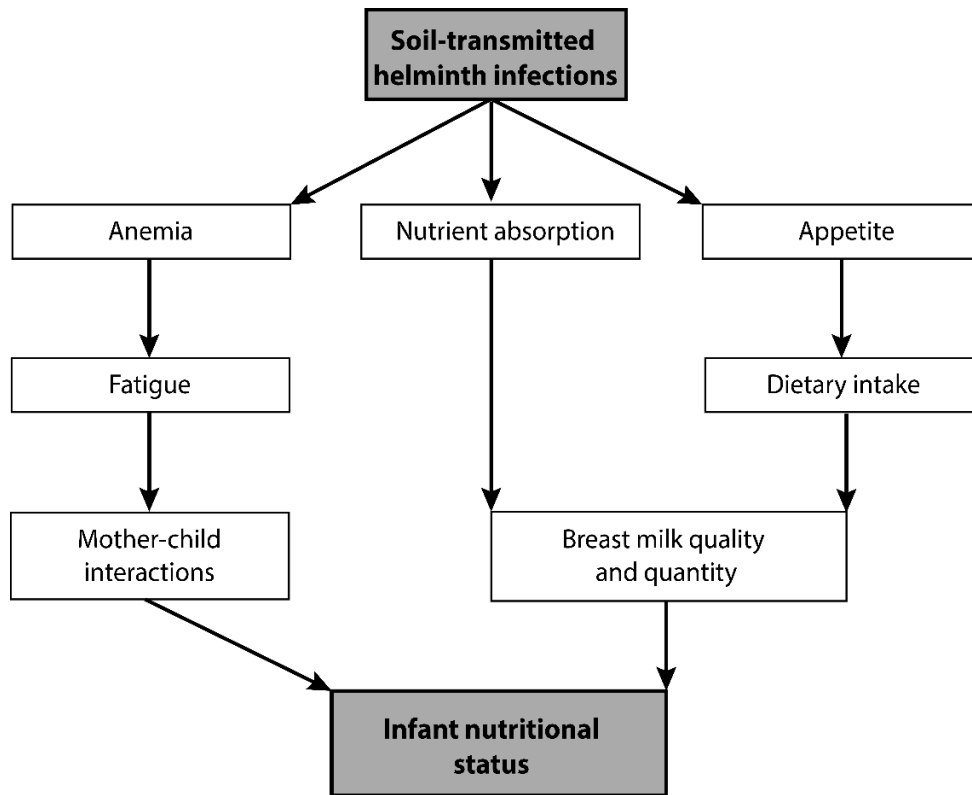 Soil-transmitted
helminth infections
Anemia
Nutrient absorption
Appetite
Fatigue
Dietary intake
Mother-child
interactions
Breast milk quality
and quantity
Infant nutritional
status